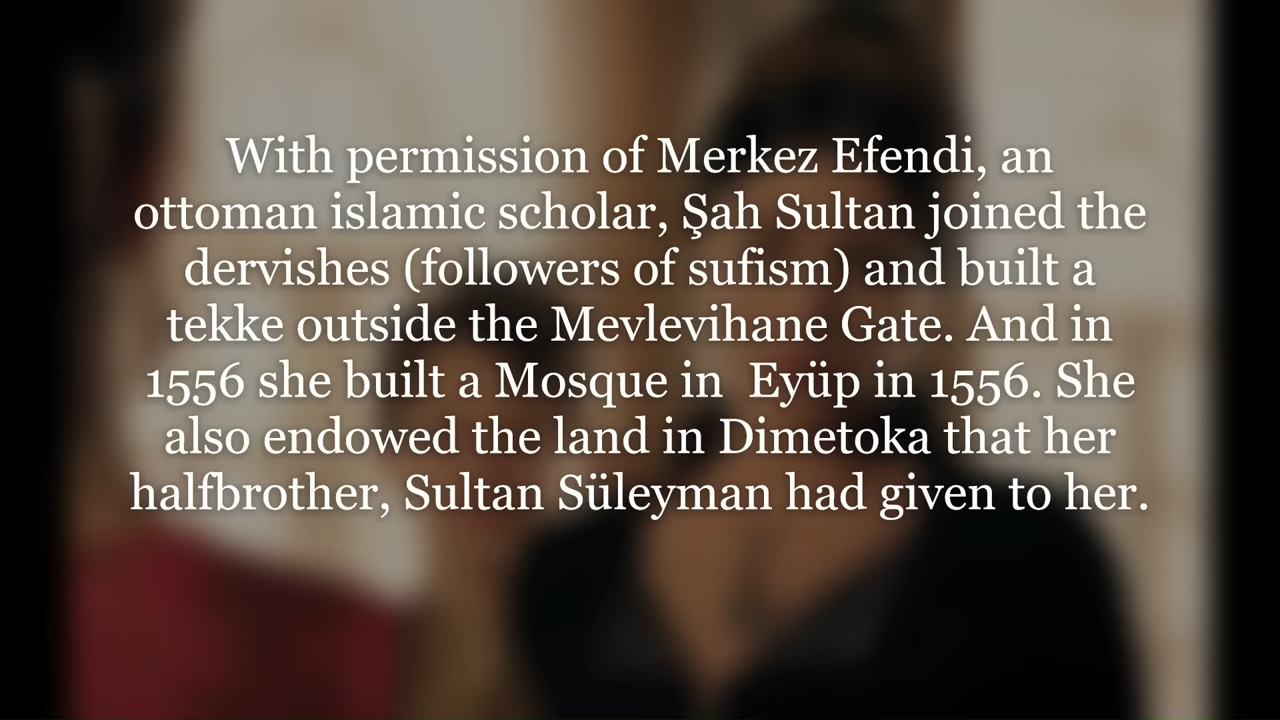 With permission of Merkez Efendi, an
ottoman islamic scholar, Şah Sultan joined the
dervishes (followers of sufism) and built a
tekke outside the Mevlevihane Gate. And in
1556 she built a Mosque in  Eyüp in 1556. She
also endowed the land in Dimetoka that her
halfbrother, Sultan Süleyman had given to her.